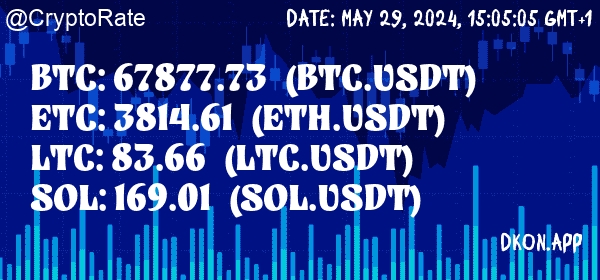 @CryptoRate
DATE: MAY 29, 2024, 15:05:05 GMT+1
BTC: 67877.73 (BTC.USDT)
ETC: 3814.61 (ETH.USDT)
LTC: 83.66 (LTC.USDT)
SOL: 169.01 (SOL.USDT)
DKON.APP